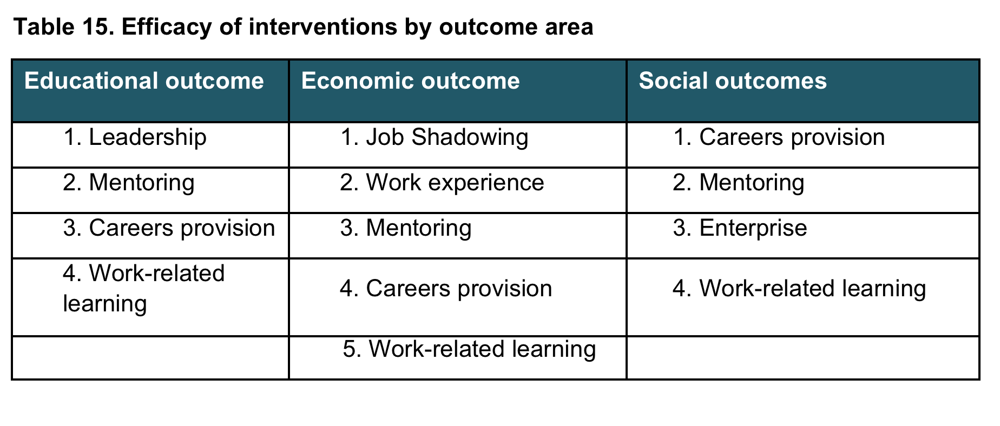 Table 15. Efficacy of interventions by outcome area
Educational outcome
Economic outcome
Social outcomes
1. Leadership
1. Job Shadowing
1. Careers provision
2. Mentoring
2. Work experience
2. Mentoring
3. Careers provision
3. Mentoring
3. Enterprise
4. Work-related
learning
4. Careers provision
4. Work-related learning
5. Work-related learning